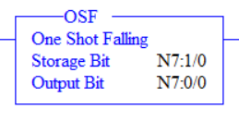 OSF
One Shot Falling
Storage Bit N7:1/0
Output Bit N7:0/0